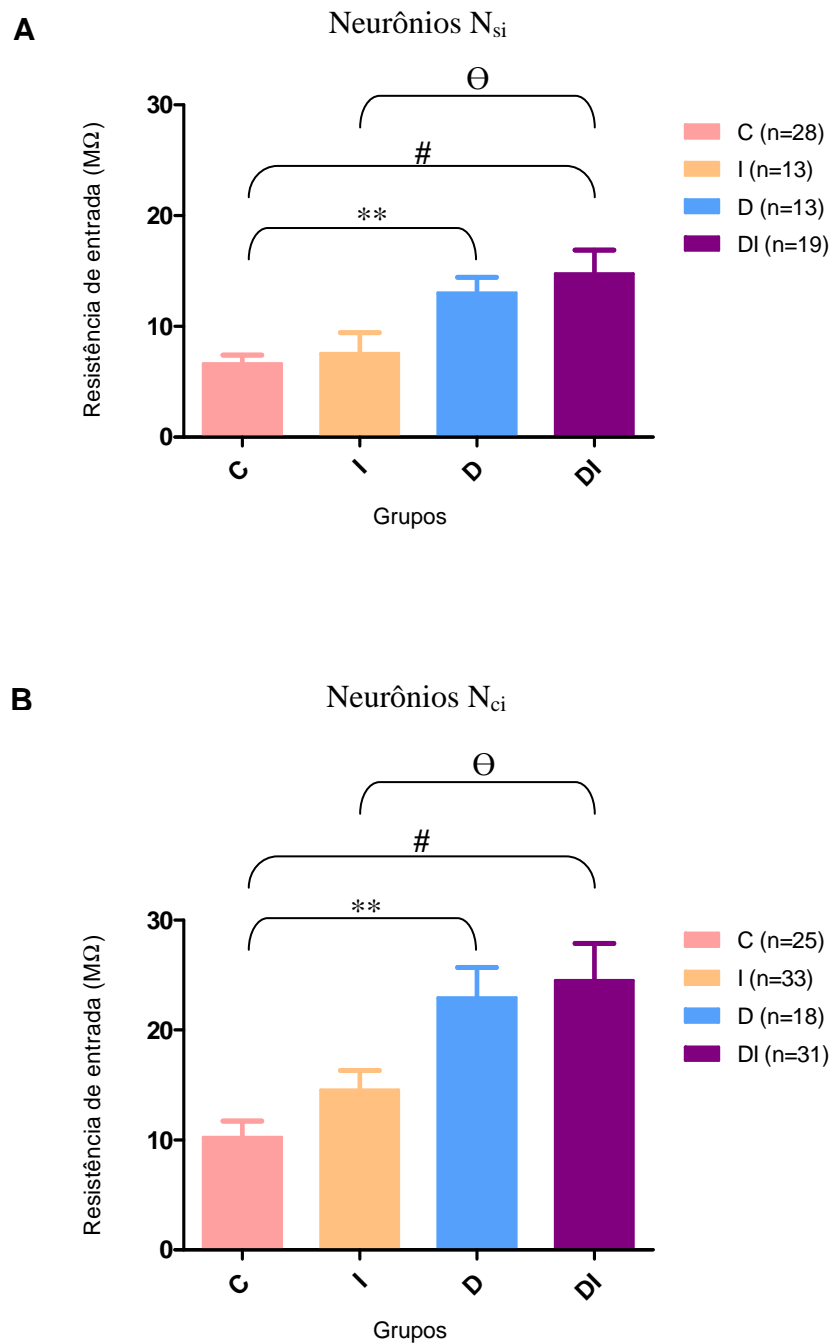 A
Neurônios Nsi
Ө
#
**
30
20
10
0
Resistência de entrada (MΩ)
C
I
D
DI
Grupos
C (n=28)
I (n=13)
D (n=13)
DI (n=19)
B
Neurônios Nci
Ө
#
**
30
20
10
0
Resistência de entrada (MΩ)
C
I
D
DI
Grupos
C (n=25)
I (n=33)
D (n=18)
DI (n=31)